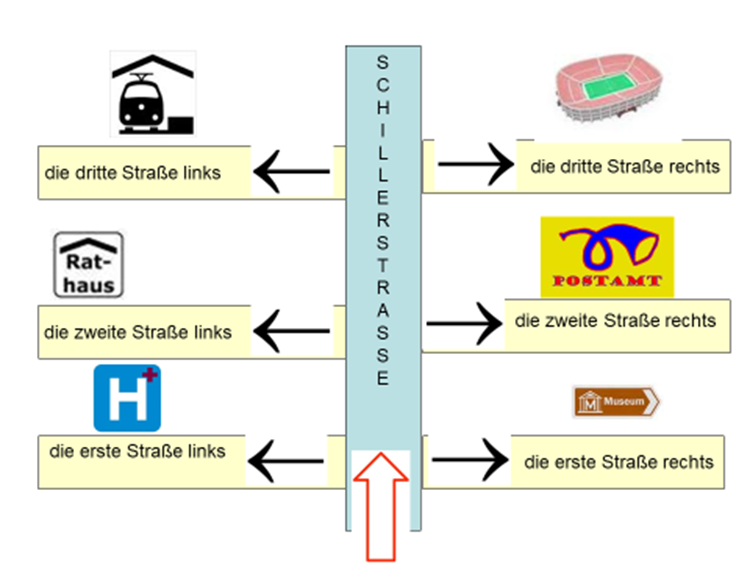 SCHILLERSTRASSE
die dritte Straße links
die dritte Straße rechts
Rat-
haus
POSTAMT
die zweite Straße links
die zweite Straße rechts
H
M Museum
die erste Straße links
die erste Straße rechts